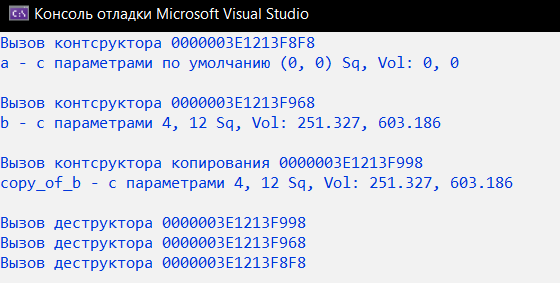 Консоль отладки Microsoft Visual Studio
Вызов контсруктора 0000003E1213F8F8
a - с параметрами по умолчанию (0, 0) Sq, Vol: 0, 0
Вызов контсруктора 0000003E1213F968
b - с параметрами 4, 12 Sq, Vol: 251.327, 603.186
Вызов контсруктора копирования 0000003E1213F998
copy_of_b - с параметрами 4, 12 Sq, Vol: 251.327, 603.186
Вызов деструктора 0000003E1213F998
Вызов деструктора 0000003E1213F968
Вызов деструктора 0000003E1213F8F8